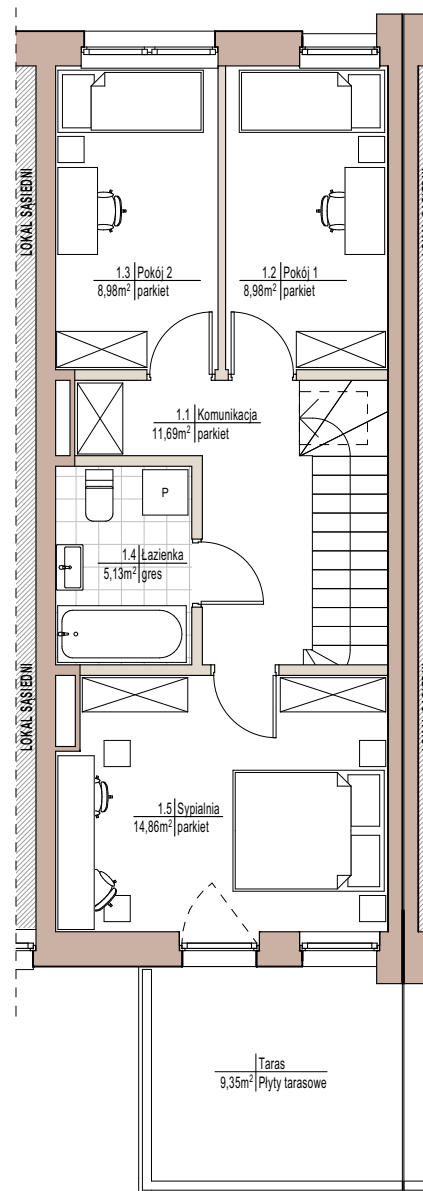 LOKAL SĄSIEDNI
1.3 Pokój 2
8,98m² parkiet
1.2 Pokój 1
8,98m² parkiet
1.1 Komunikacja
11,69m² parkiet
P
1.4 Łazienka
5,13m² gres
LOKAL SĄSIEDNI
1.5 Sypialnia
14,86m² parkiet
Taras
9,35m² Płyty tarasowe